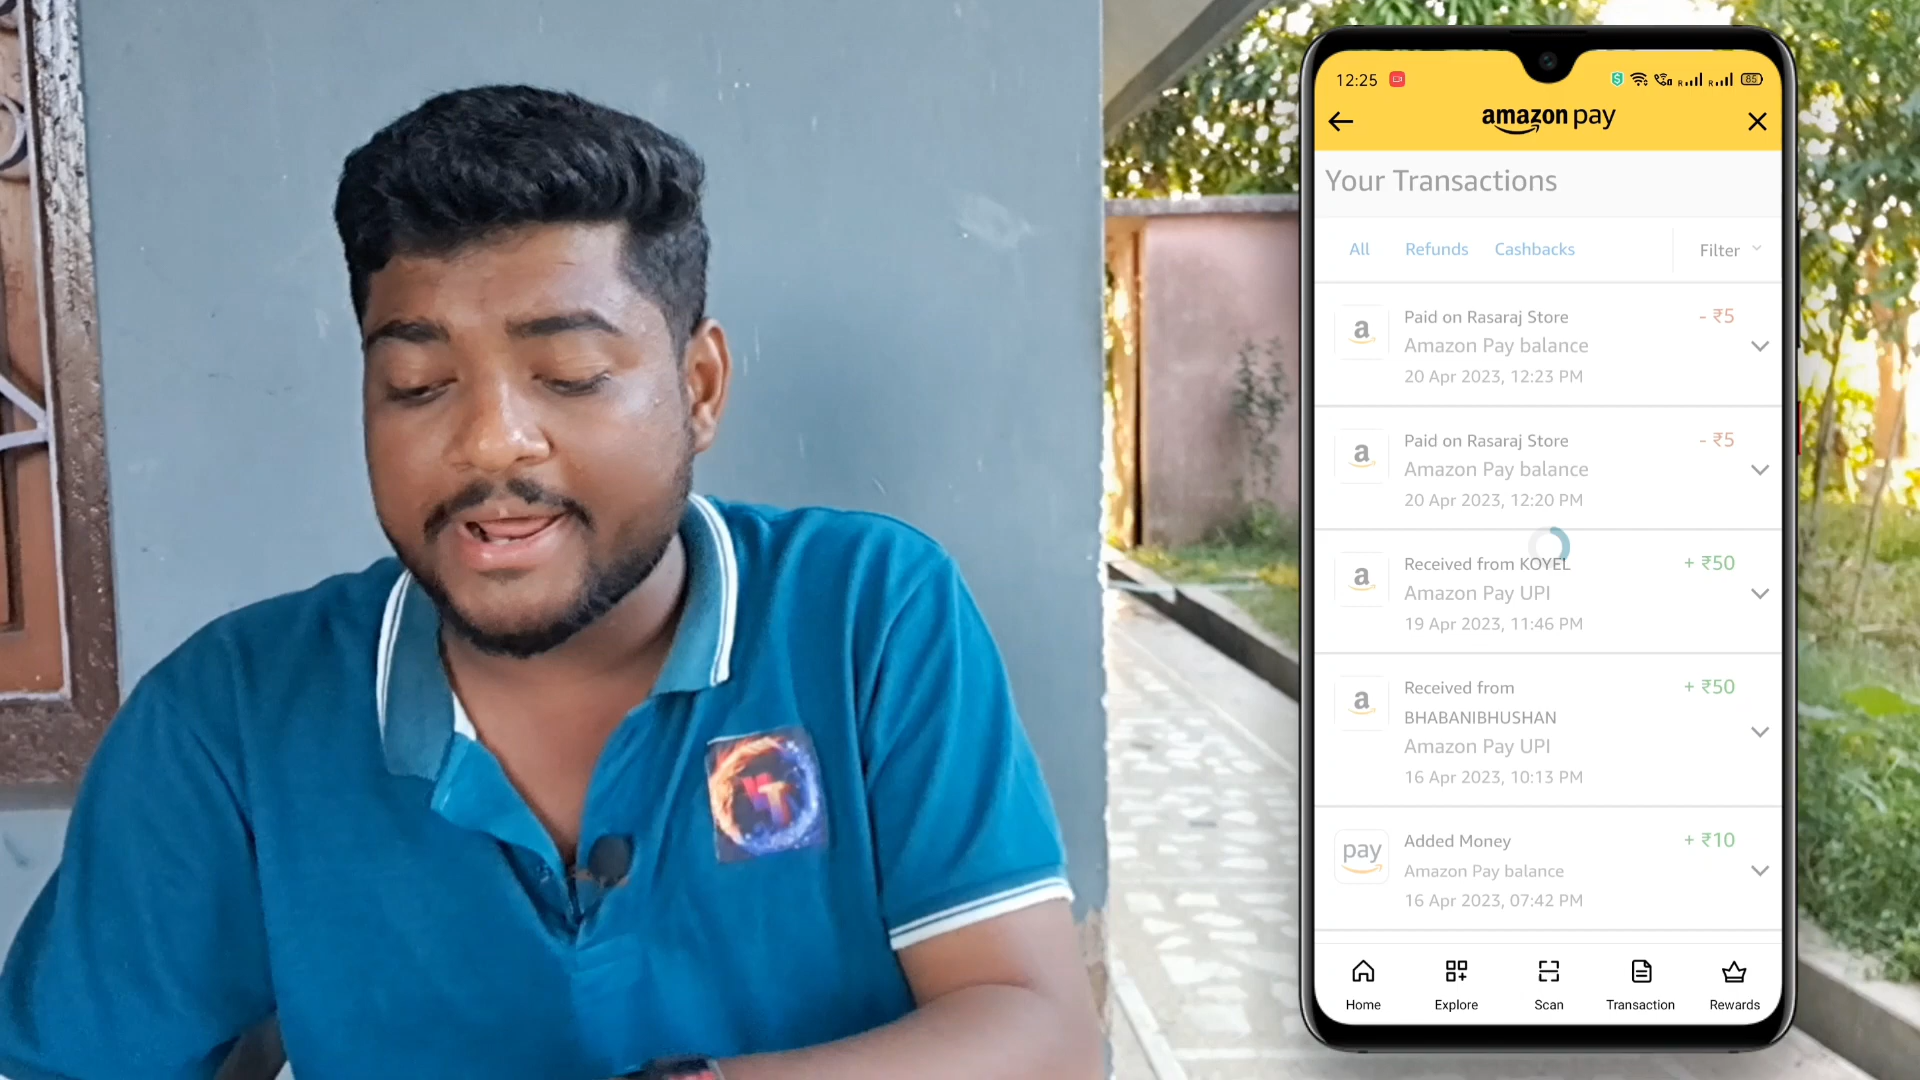 12:25
85
amazon pay
Your Transactions
All Refunds Cashbacks Filter
a
Paid on Rasaraj Store - ₹5
Amazon Pay balance
20 Apr 2023, 12:23 PM
a
Paid on Rasaraj Store - ₹5
Amazon Pay balance
20 Apr 2023, 12:20 PM
a
Received from KOYEL + ₹50
Amazon Pay UPI
19 Apr 2023, 11:46 PM
a
Received from + ₹50
BHABANIBHUSHAN
Amazon Pay UPI
16 Apr 2023, 10:13 PM
pay
Added Money + ₹10
Amazon Pay balance
16 Apr 2023, 07:42 PM
Home Explore Scan Transaction Rewards